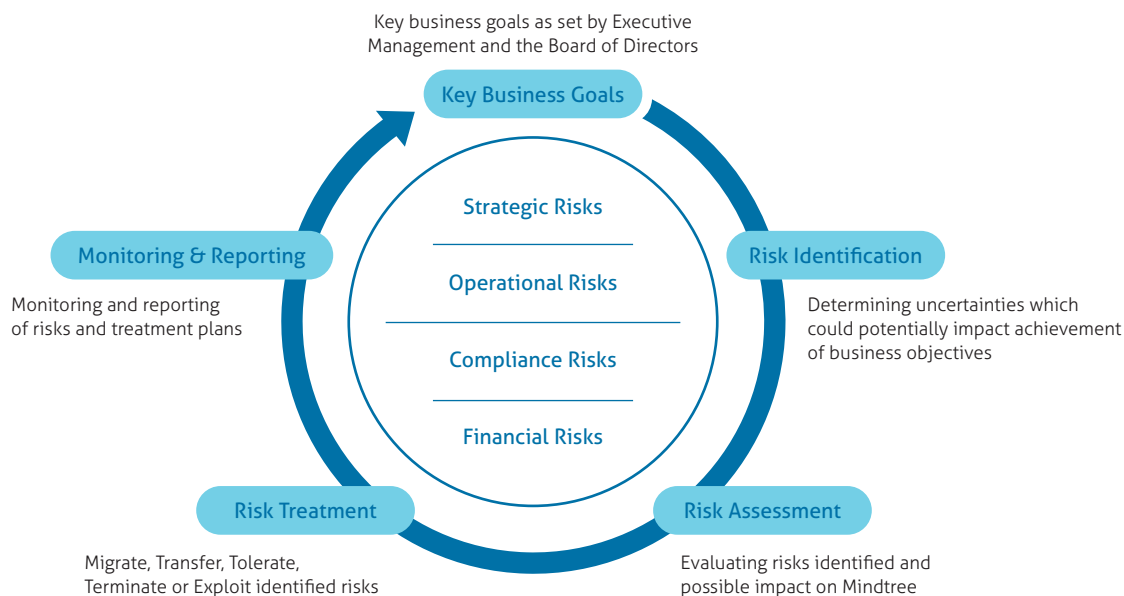 Key business goals as set by Executive
Management and the Board of Directors
Key Business Goals
Strategic Risks
Operational Risks
Compliance Risks
Financial Risks
Risk Identification
Determining uncertainties which
could potentially impact achievement
of business objectives
Risk Assessment
Evaluating risks identified and
possible impact on Mindtree
Risk Treatment
Migrate, Transfer, Tolerate,
Terminate or Exploit identified risks
Monitoring & Reporting
Monitoring and reporting
of risks and treatment plans